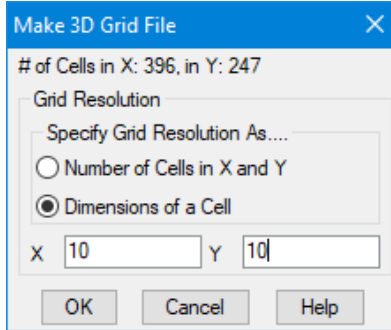 Make 3D Grid File
# of Cells in X: 396, in Y: 247
Grid Resolution
Specify Grid Resolution As....
Number of Cells in X and Y
Dimensions of a Cell
X 10 Y 10
OK Cancel Help